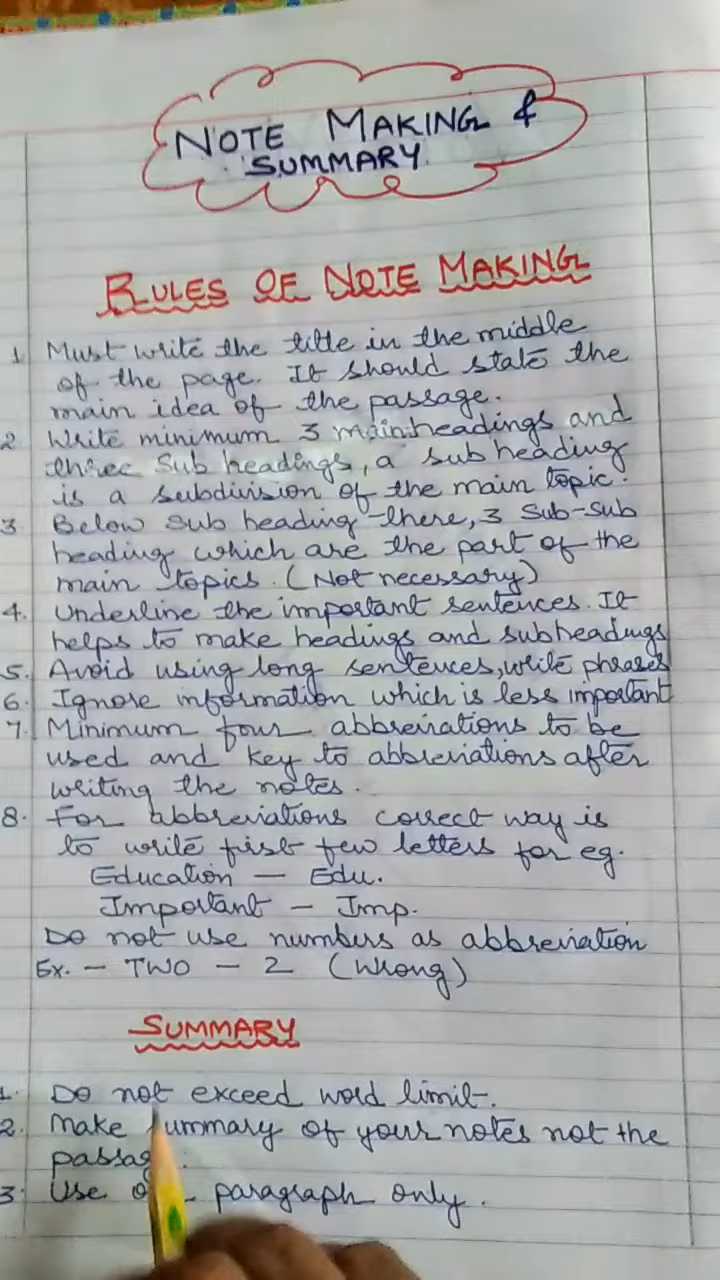 NOTE MAKING &
SUMMARY
RULES OF NOTE MAKING
1 Must write the title in the middle
of the page. It should state the
main idea of the passage.
2 Write minimum 3 main headings and
three Sub headings, a sub heading
is a subdivision of the main topic.
3 Below sub heading there, 3 Sub-sub
heading which are the part of the
main topics. (Not necessary)
4. Underline the important sentences. It
helps to make headings and subheadings
5. Avoid using long sentences, write phrases
6. Ignore information which is less important
7. Minimum four abbreviations to be
used and key to abbreviations after
writing the notes.
8. For abbreviations correct way is
to write first few letters for eg.
Education — Edu.
Important — Imp.
Do not use numbers as abbreviation
Ex. — TWO — 2 (Wrong)
SUMMARY
1. Do not exceed word limit.
2. Make summary of your notes not the
3. Use paragraph only.